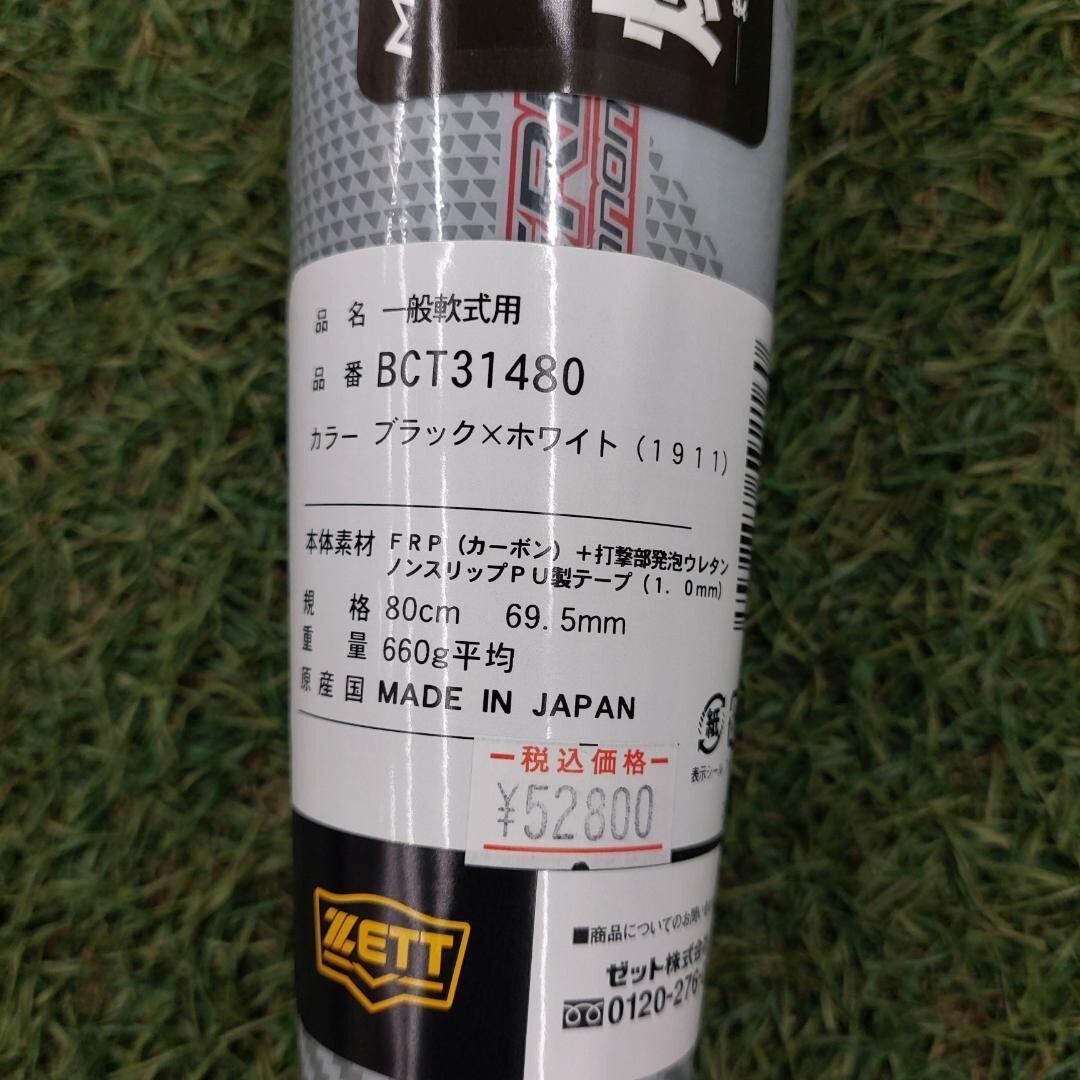 品名 一般軟式用
品番 BCT31480
カラー ブラック×ホワイト(1911)
本体素材 FRP(カーボン)+打撃部発泡ウレタン
ノンスリップPU製テープ(1.0mm)
規格 80cm 69.5mm
重量 660g平均
原産国 MADE IN JAPAN
紙
表示シール
税込価格
¥52800
ZETT
■商品についてのお問い
ゼット株式会社
0120-276-